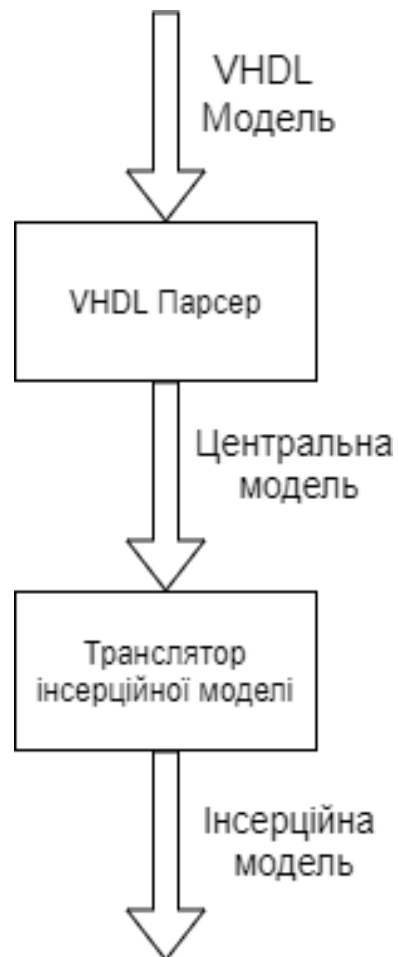 VHDL
Модель
VHDL Парсер
Центральна
модель
Транслятор
інсерційної моделі
Інсерційна
модель